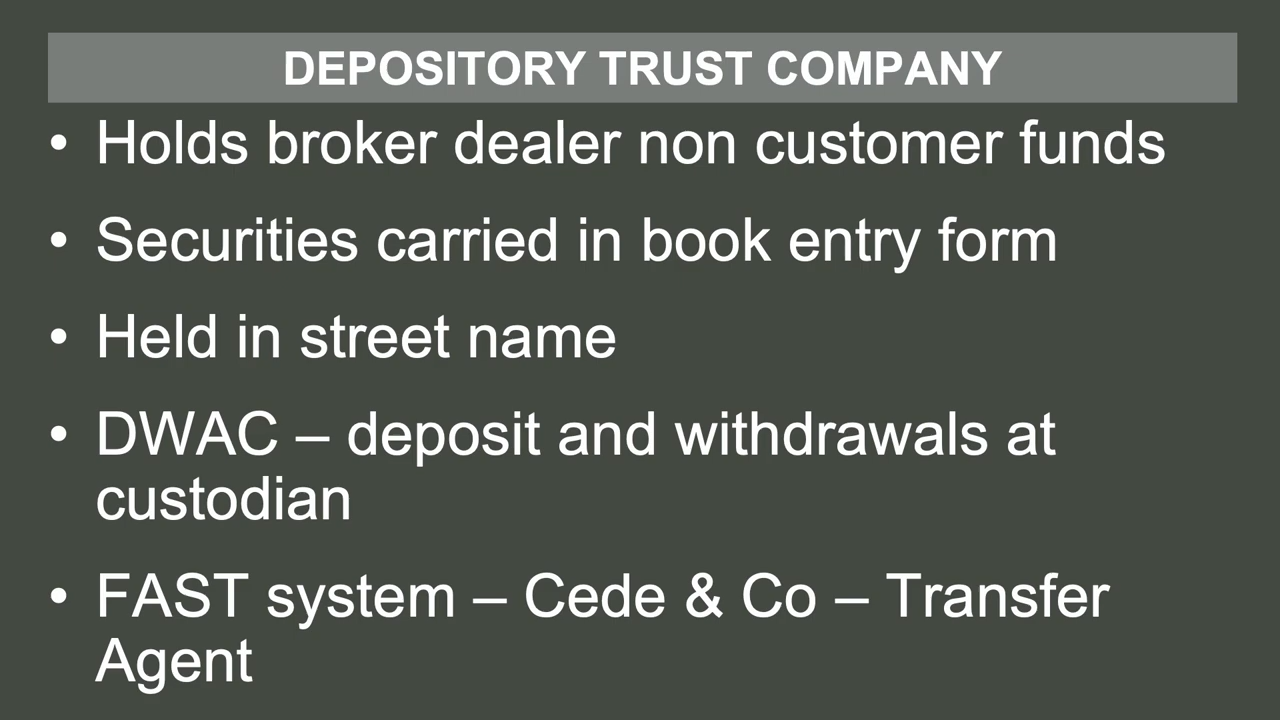 DEPOSITORY TRUST COMPANY
• Holds broker dealer non customer funds
• Securities carried in book entry form
• Held in street name
• DWAC – deposit and withdrawals at
custodian
• FAST system – Cede & Co – Transfer
Agent